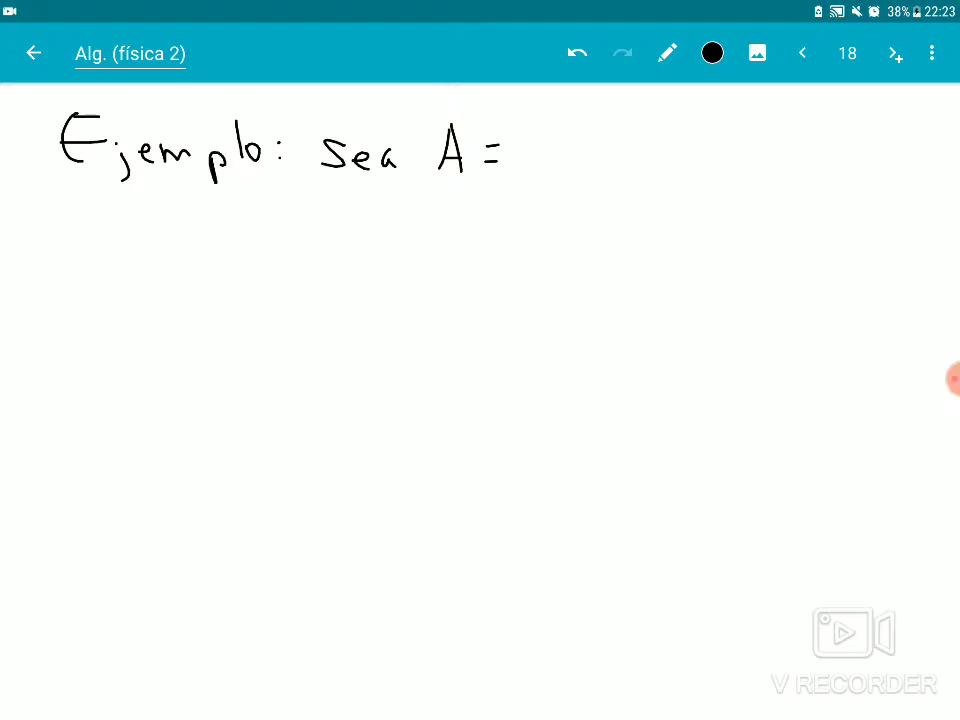 38% 22:23
Alg. (física 2) 18
Ejemplo: sea A =
V RECORDER